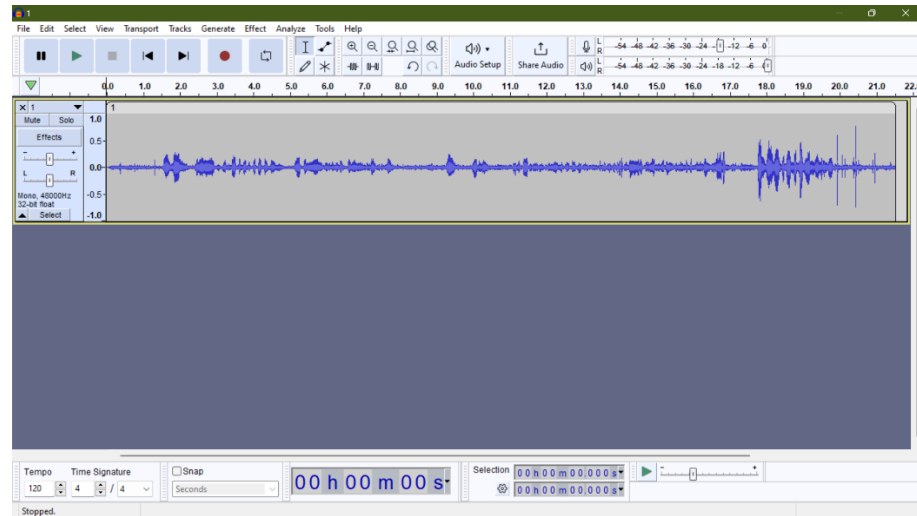 1
File Edit Select View Transport Tracks Generate Effect Analyze Tools Help
Audio Setup
Share Audio
L
R
-54 -48 -42 -36 -30 -24 -12 -6 0
L
R
-54 -48 -42 -36 -30 -24 -18 -12 -6
0.0 1.0 2.0 3.0 4.0 5.0 6.0 7.0 8.0 9.0 10.0 11.0 12.0 13.0 14.0 15.0 16.0 17.0 18.0 19.0 20.0 21.0 22.
1
1
Mute Solo
Effects
- +
L R
Mono, 48000Hz
32-bit float
Select
1.0
0.5
0.0
-0.5
-1.0
Tempo
120
Time Signature
4 / 4
Snap
Seconds
00 h 00 m 00 s
Selection
00 h 00 m 00,000 s
00 h 00 m 00,000 s
- +
Stopped.